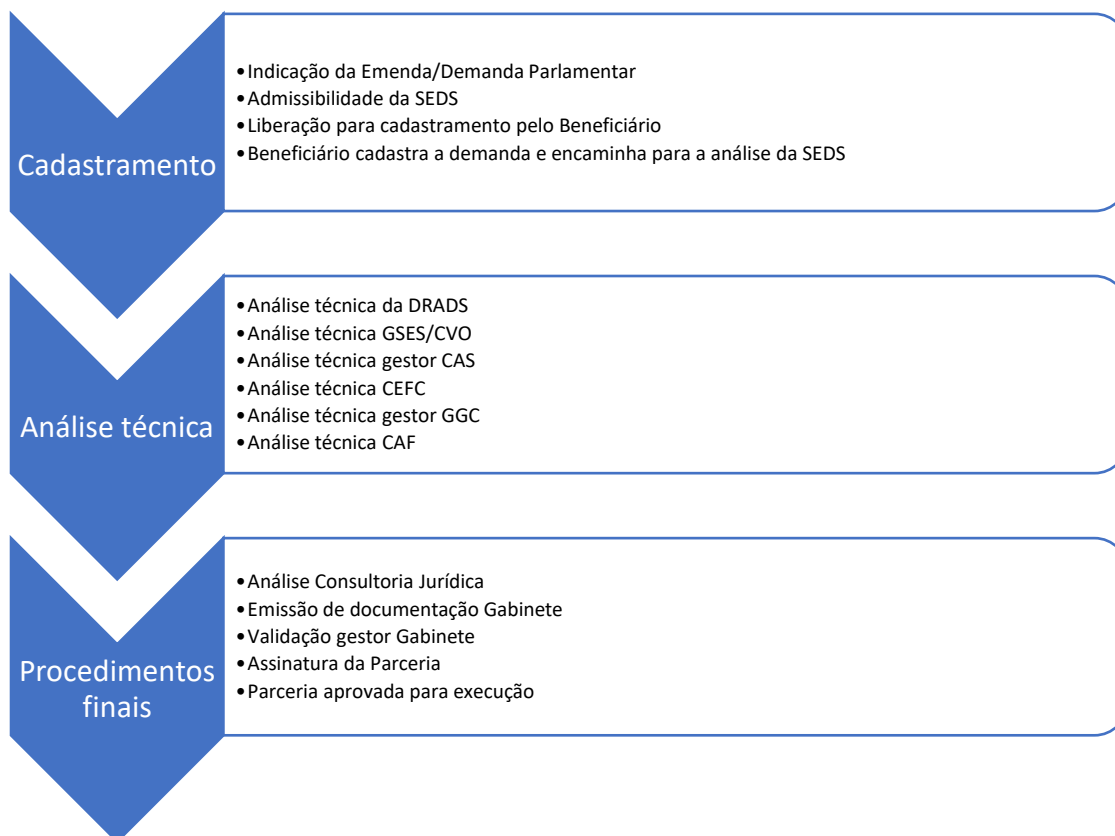 Cadastramento
•Indicação da Emenda/Demanda Parlamentar
•Admissibilidade da SEDS
•Liberação para cadastramento pelo Beneficiário
•Beneficiário cadastra a demanda e encaminha para a análise da SEDS
Análise técnica
•Análise técnica da DRADS
•Análise técnica GSES/CVO
•Análise técnica gestor CAS
•Análise técnica CEFC
•Análise técnica gestor GGC
•Análise técnica CAF
Procedimentos
finais
•Análise Consultoria Jurídica
•Emissão de documentação Gabinete
•Validação gestor Gabinete
•Assinatura da Parceria
•Parceria aprovada para execução